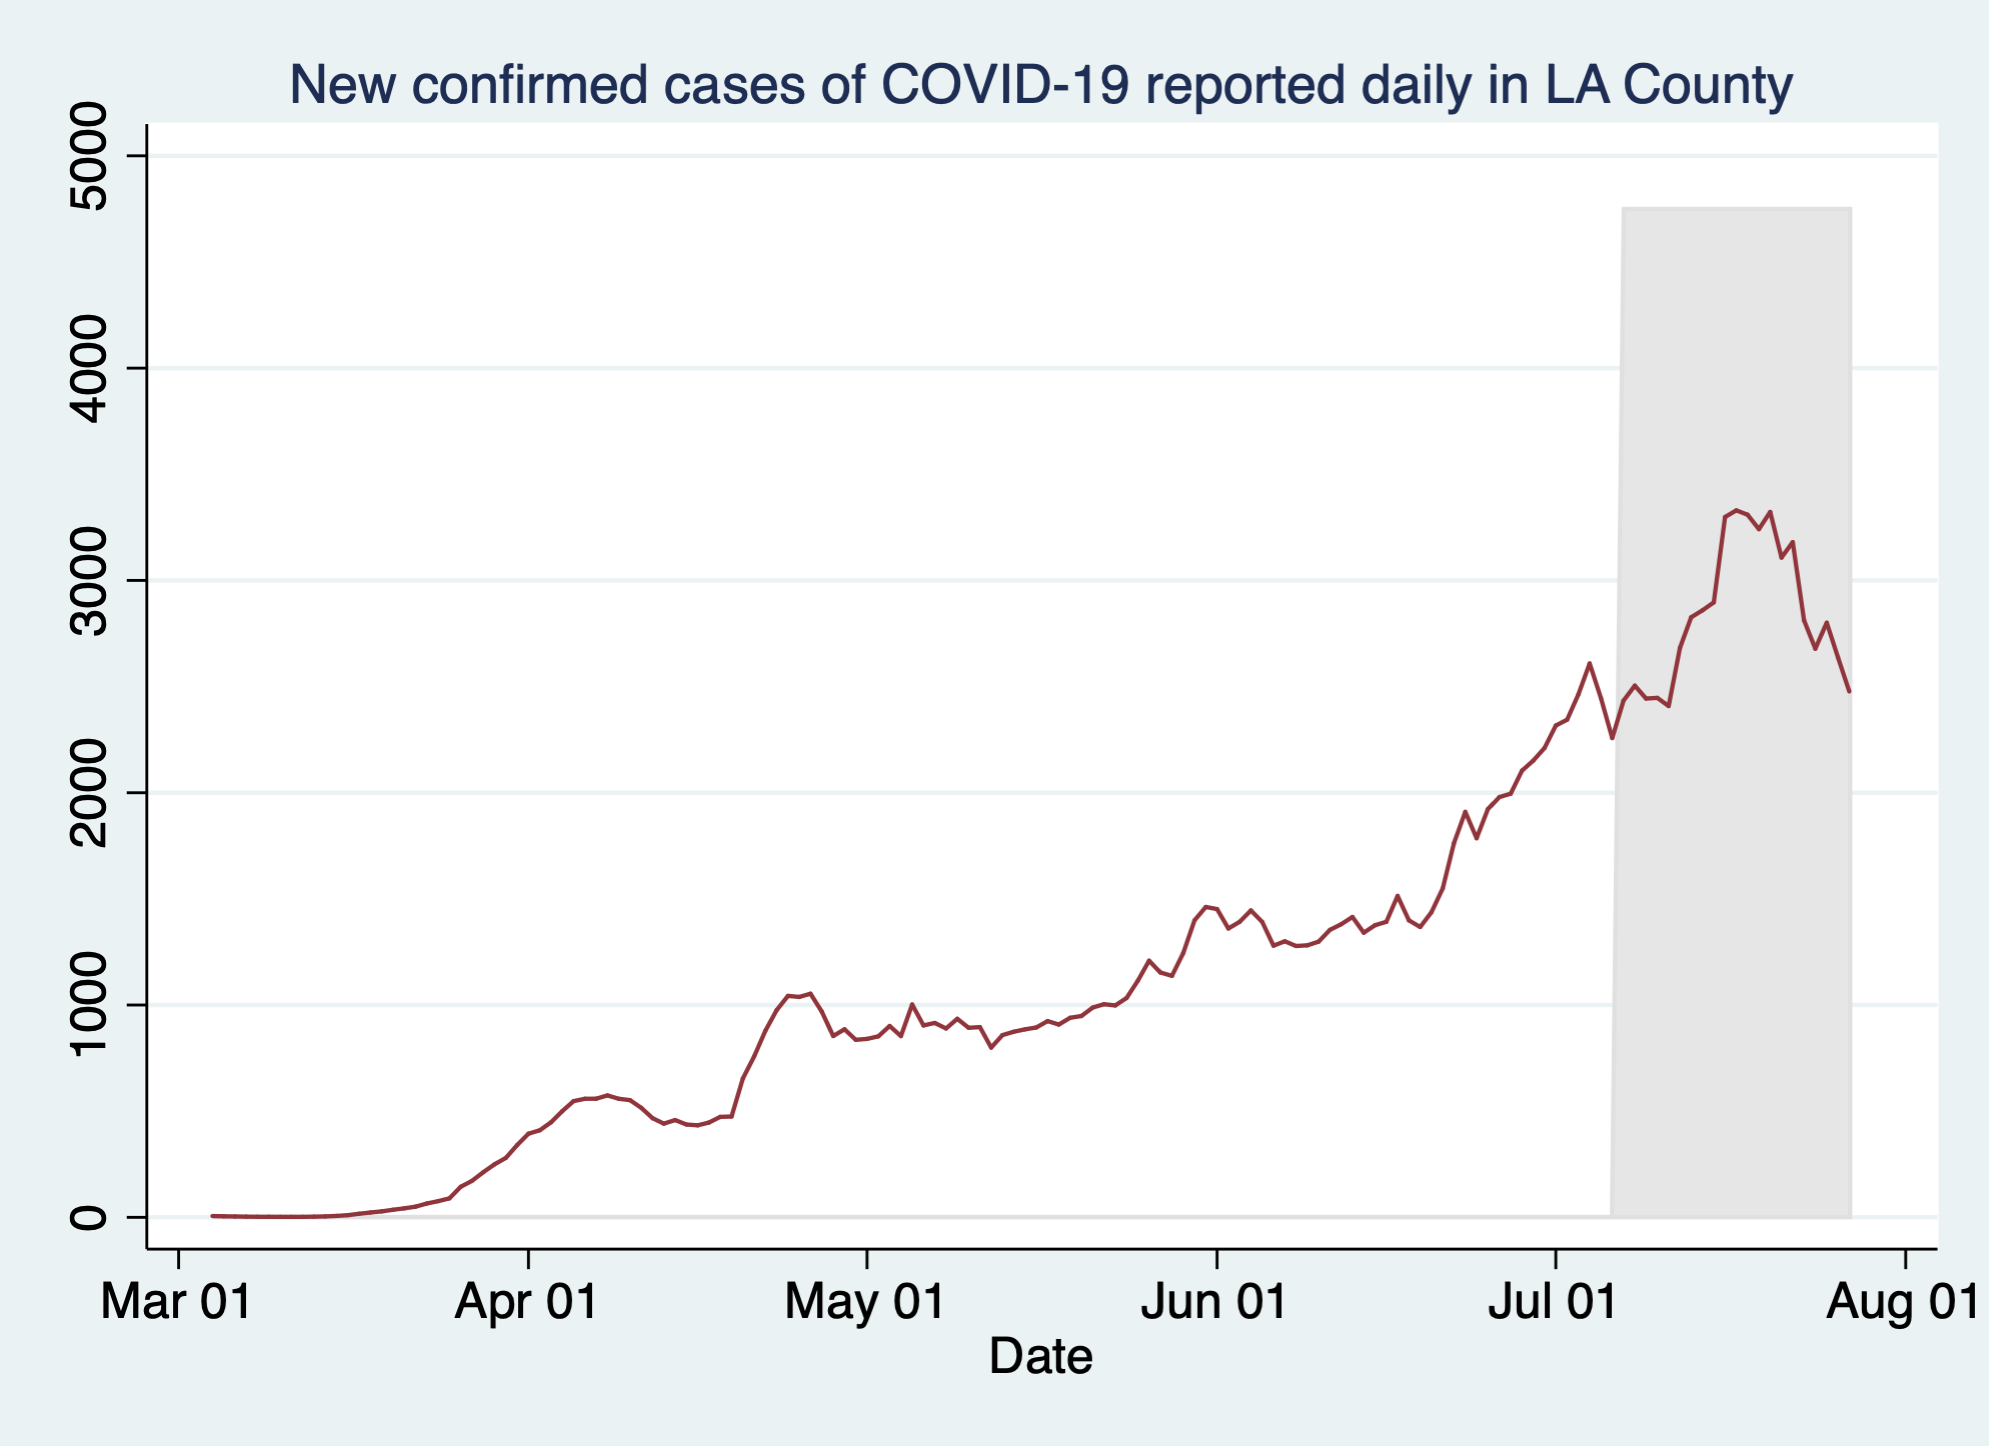 New confirmed cases of COVID-19 reported daily in LA County
5000
4000
3000
2000
1000
0
Mar 01 Apr 01 May 01 Jun 01 Jul 01 Aug 01
Date